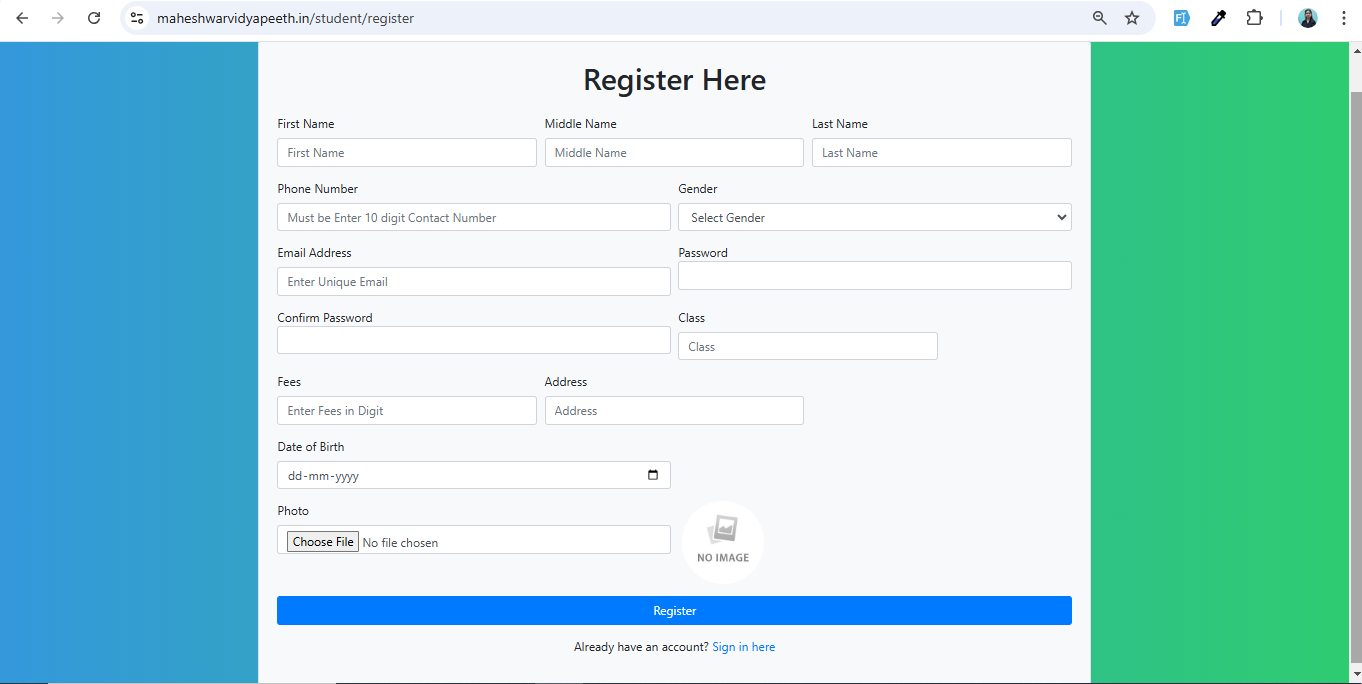 maheshwarvidyapeeth.in/student/register
Register Here
First Name Middle Name Last Name
First Name Middle Name Last Name
Phone Number Gender
Must be Enter 10 digit Contact Number Select Gender
Email Address Password
Enter Unique Email
Confirm Password Class
Class
Fees Address
Enter Fees in Digit Address
Date of Birth
dd-mm-yyyy
Photo
Choose File No file chosen
NO IMAGE
Register
Already have an account? Sign in here